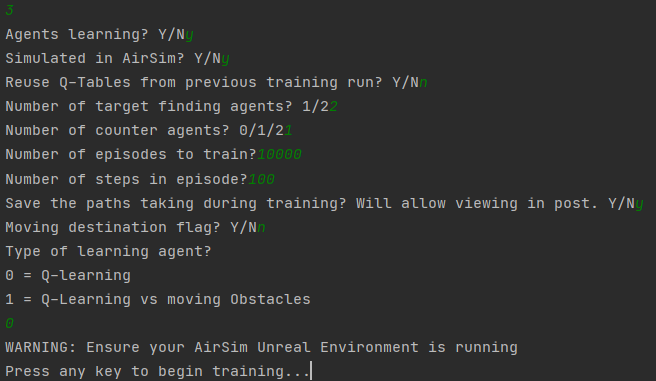 3
Agents learning? Y/Ny
Simulated in AirSim? Y/Ny
Reuse Q-Tables from previous training run? Y/Nn
Number of target finding agents? 1/22
Number of counter agents? 0/1/21
Number of episodes to train?10000
Number of steps in episode?100
Save the paths taking during training? Will allow viewing in post. Y/Ny
Moving destination flag? Y/Nn
Type of learning agent?
0 = Q-learning
1 = Q-Learning vs moving Obstacles
0
WARNING: Ensure your AirSim Unreal Environment is running
Press any key to begin training...